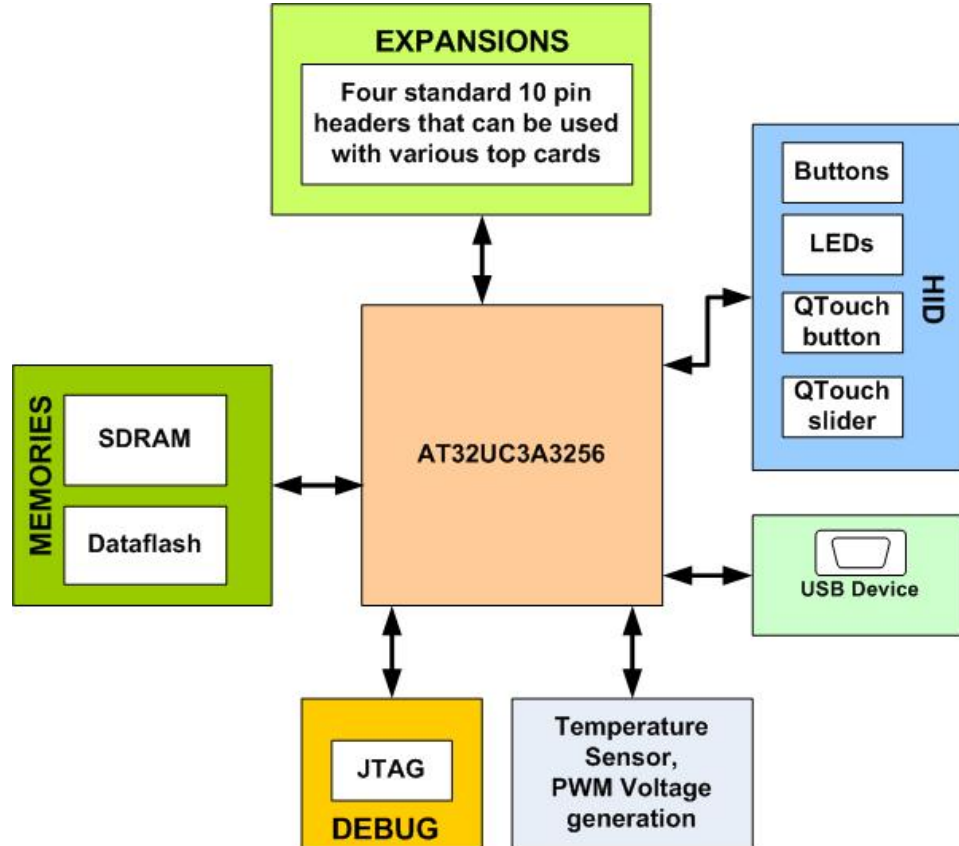 EXPANSIONS
Four standard 10 pin
headers that can be used
with various top cards
Buttons
LEDs
QTouch
button
QTouch
slider
HID
MEMORIES
SDRAM
Dataflash
AT32UC3A3256
USB Device
JTAG
DEBUG
Temperature
Sensor,
PWM Voltage
generation